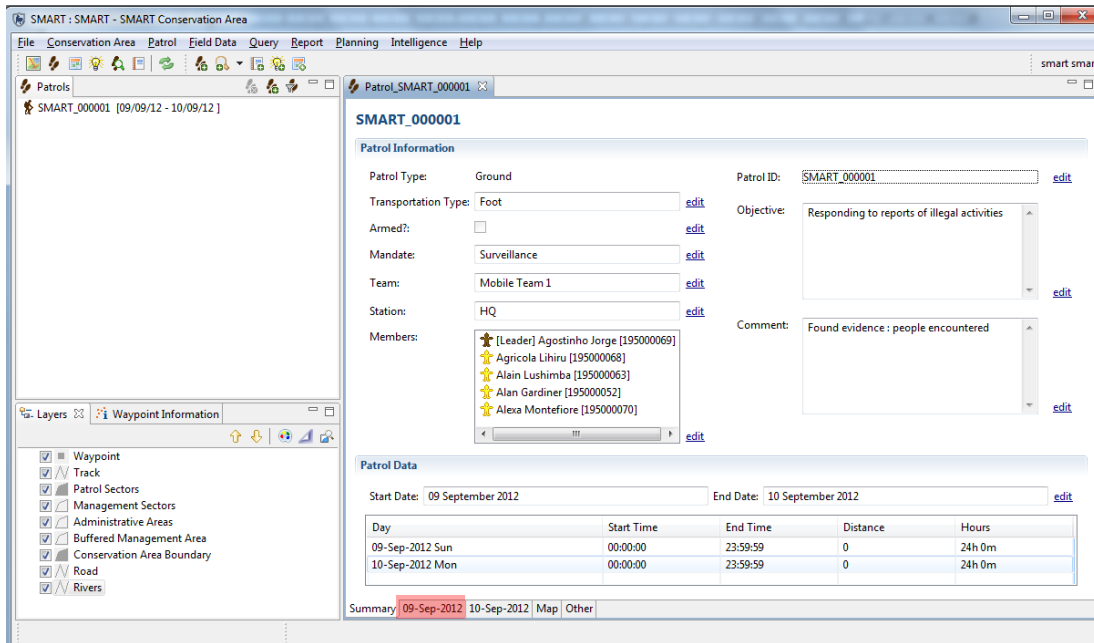 SMART : SMART - SMART Conservation Area
File Conservation Area Patrol Field Data Query Report Planning Intelligence Help
smart smar
Patrols
SMART_000001 [09/09/12 - 10/09/12 ]
Patrol_SMART_000001
SMART_000001
Patrol Information
Patrol Type: Ground
Transportation Type: Foot edit
Armed?: edit
Mandate: Surveillance edit
Team: Mobile Team 1 edit
Station: HQ edit
Members:
[Leader] Agostinho Jorge [195000069]
Agricola Lihiru [195000068]
Alain Lushimba [195000063]
Alan Gardiner [195000052]
Alexa Montefiore [195000070]
edit
Patrol ID: SMART_000001 edit
Objective: Responding to reports of illegal activities
edit
Comment: Found evidence : people encountered
edit
Patrol Data
Start Date: 09 September 2012 End Date: 10 September 2012 edit
Day Start Time End Time Distance Hours
09-Sep-2012 Sun 00:00:00 23:59:59 0 24h 0m
10-Sep-2012 Mon 00:00:00 23:59:59 0 24h 0m
Summary 09-Sep-2012 10-Sep-2012 Map Other
Layers Waypoint Information
Waypoint
Track
Patrol Sectors
Management Sectors
Administrative Areas
Buffered Management Area
Conservation Area Boundary
Road
Rivers